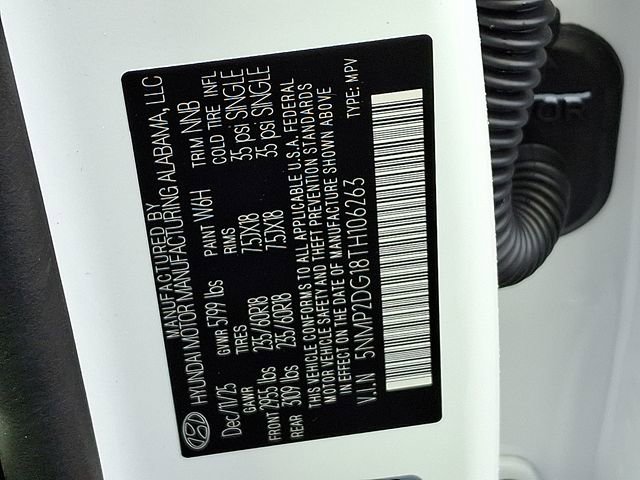 MANUFACTURED BY
HYUNDAI MOTOR MANUFACTURING ALABAMA, LLC
Dec/11/25 GVWR 5799 lbs PAINT W6H TRIM NNB
GAWR TIRES RIMS COLD TIRE INFL
FRONT 2955 lbs 235/60R18 7.5JX18 35 psi SINGLE
REAR 3109 lbs 235/60R18 7.5JX18 35 psi SINGLE
THIS VEHICLE CONFORMS TO ALL APPLICABLE U.S.A. FEDERAL
MOTOR VEHICLE SAFETY AND THEFT PREVENTION STANDARDS
IN EFFECT ON THE DATE OF MANUFACTURE SHOWN ABOVE
V.I.N 5NMP2DG18TH106263 TYPE: MPV